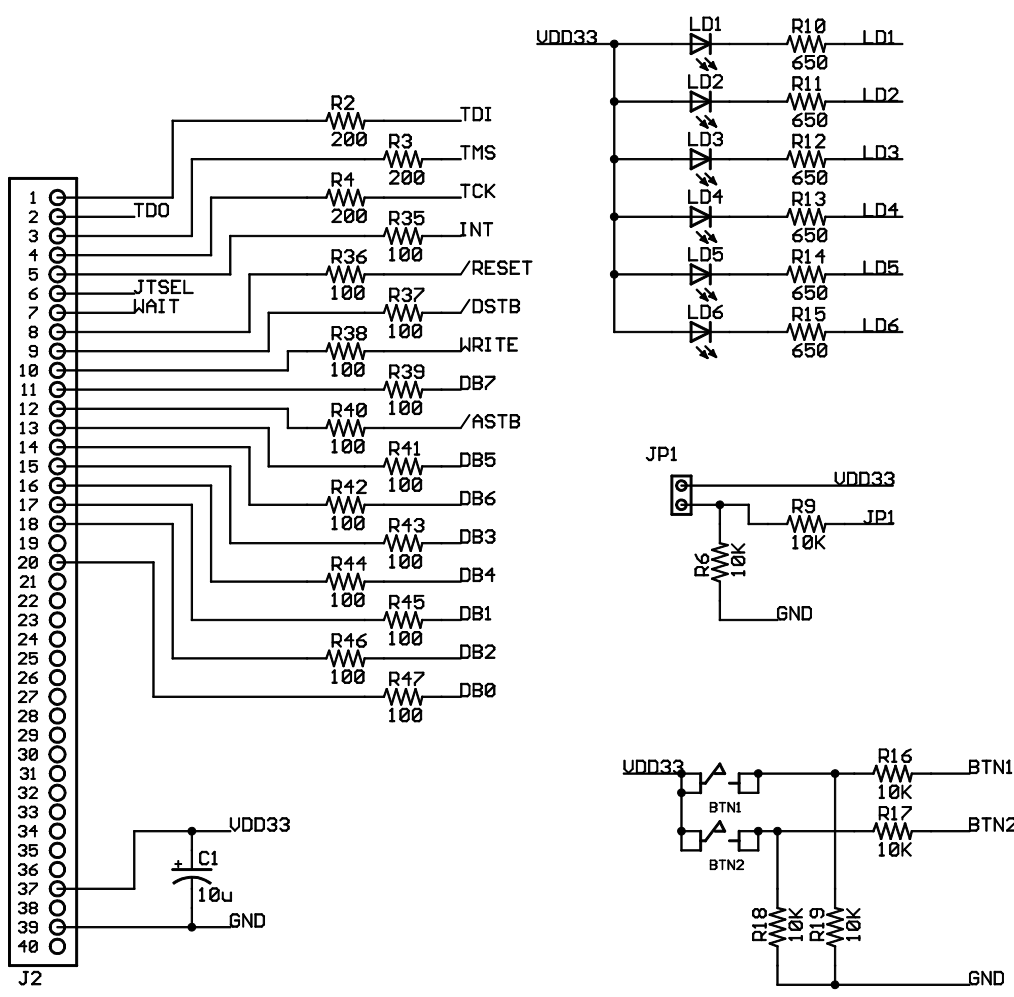 R2
200
TDI
R3
200
TMS
R4
200
TCK
R35
100
INT
R36
100
/RESET
R37
100
/DSTB
R38
100
WRITE
R39
100
DB7
R40
100
/ASTB
R41
100
DB5
R42
100
DB6
R43
100
DB3
R44
100
DB4
R45
100
DB1
R46
100
DB2
R47
100
DB0
1
2
3
4
5
6
7
8
9
10
11
12
13
14
15
16
17
18
19
20
21
22
23
24
25
26
27
28
29
30
31
32
33
34
35
36
37
38
39
40
J2
TDO
JTSEL
WAIT
VDD33
+
C1
10u
GND
VDD33
LD1
R10
650
LD1
LD2
R11
650
LD2
LD3
R12
650
LD3
LD4
R13
650
LD4
LD5
R14
650
LD5
LD6
R15
650
LD6
JP1
VDD33
R9
10K
JP1
R6
10K
GND
VDD33
BTN1
R16
10K
BTN1
BTN2
R17
10K
BTN2
R18
10K
R19
10K
GND